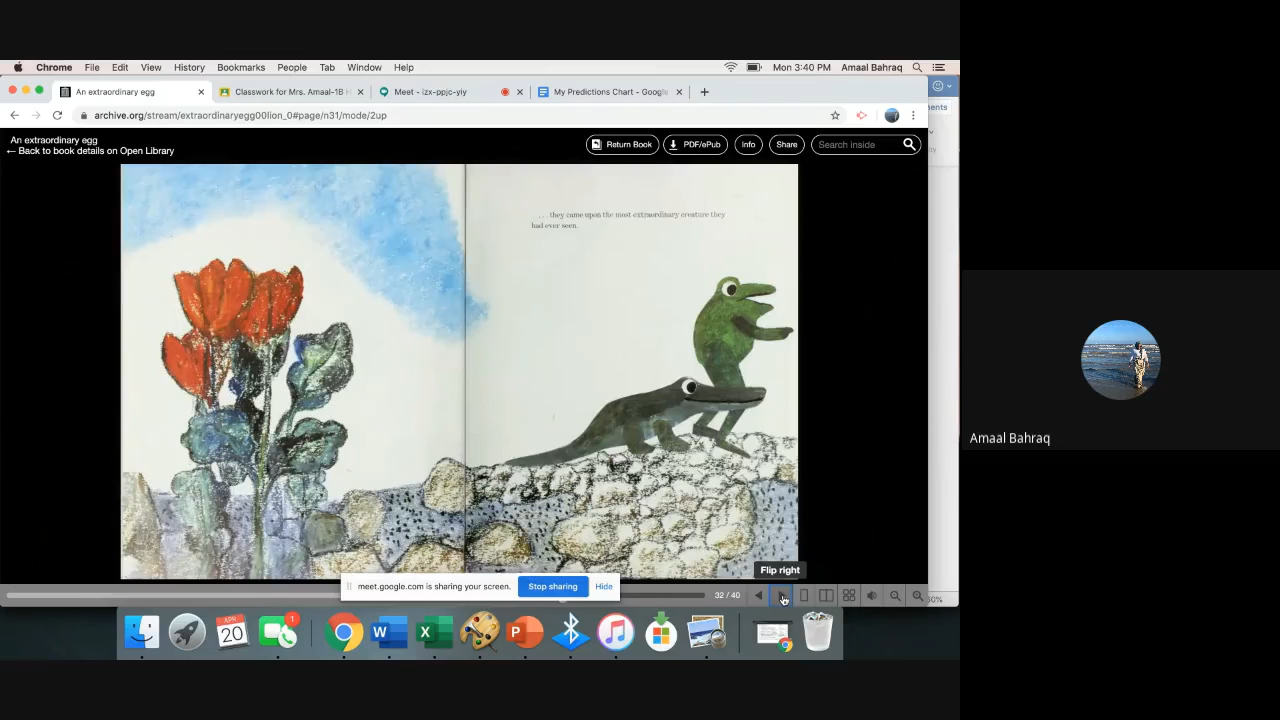 Chrome File Edit View History Bookmarks People Tab Window Help Mon 3:40 PM Amaal Bahraq
An extraordinary egg Classwork for Mrs. Amaal-1B Meet - izx-ppjc-yiy My Predictions Chart - Google
ents
archive.org/stream/extraordinaryegg00lion_0#page/n31/mode/2up
An extraordinary egg
← Back to book details on Open Library
Return Book PDF/ePub Info Share Search inside
. . . they came upon the most extraordinary creature they
had ever seen.
Amaal Bahraq
Flip right
meet.google.com is sharing your screen. Stop sharing Hide
32 / 40
APR
20
1
W X P